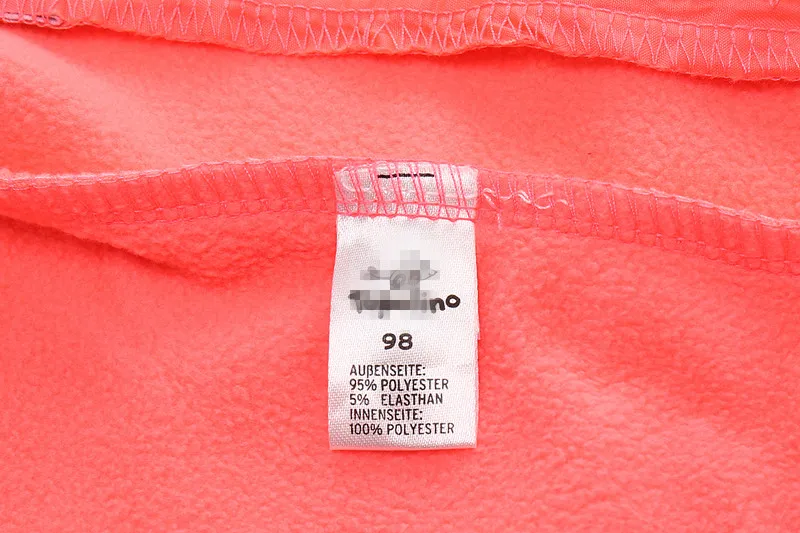 98
AUßENSEITE:
95% POLYESTER
5% ELASTHAN
INNENSEITE:
100% POLYESTER